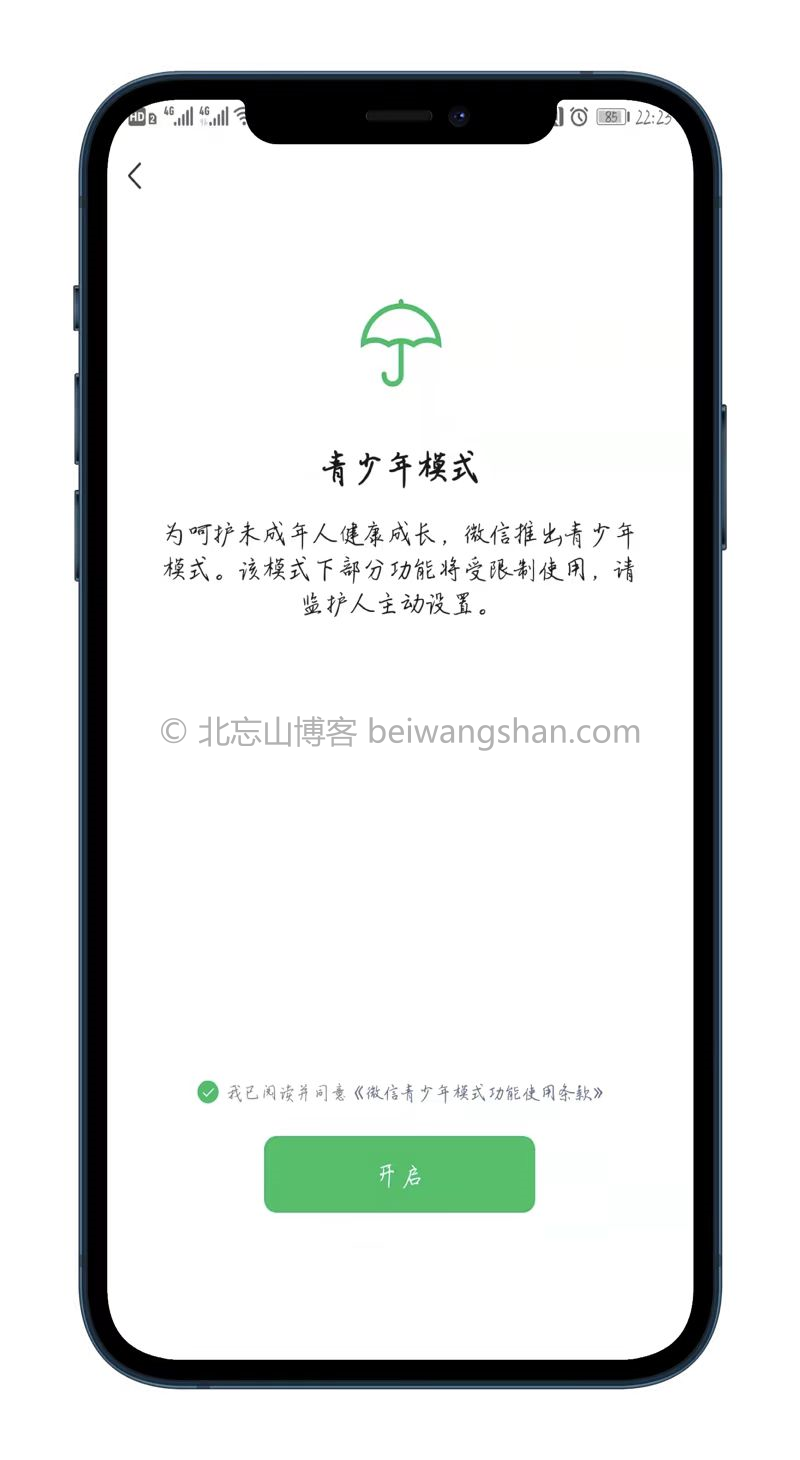 HD 2 4G 4G 85 22:23
青少年模式
为呵护未成年人健康成长，微信推出青少年
模式。该模式下部分功能将受限制使用，请
监护人主动设置。
© 北忘山博客 beiwangshan.com
我已阅读并同意《微信青少年模式功能使用条款》
开启